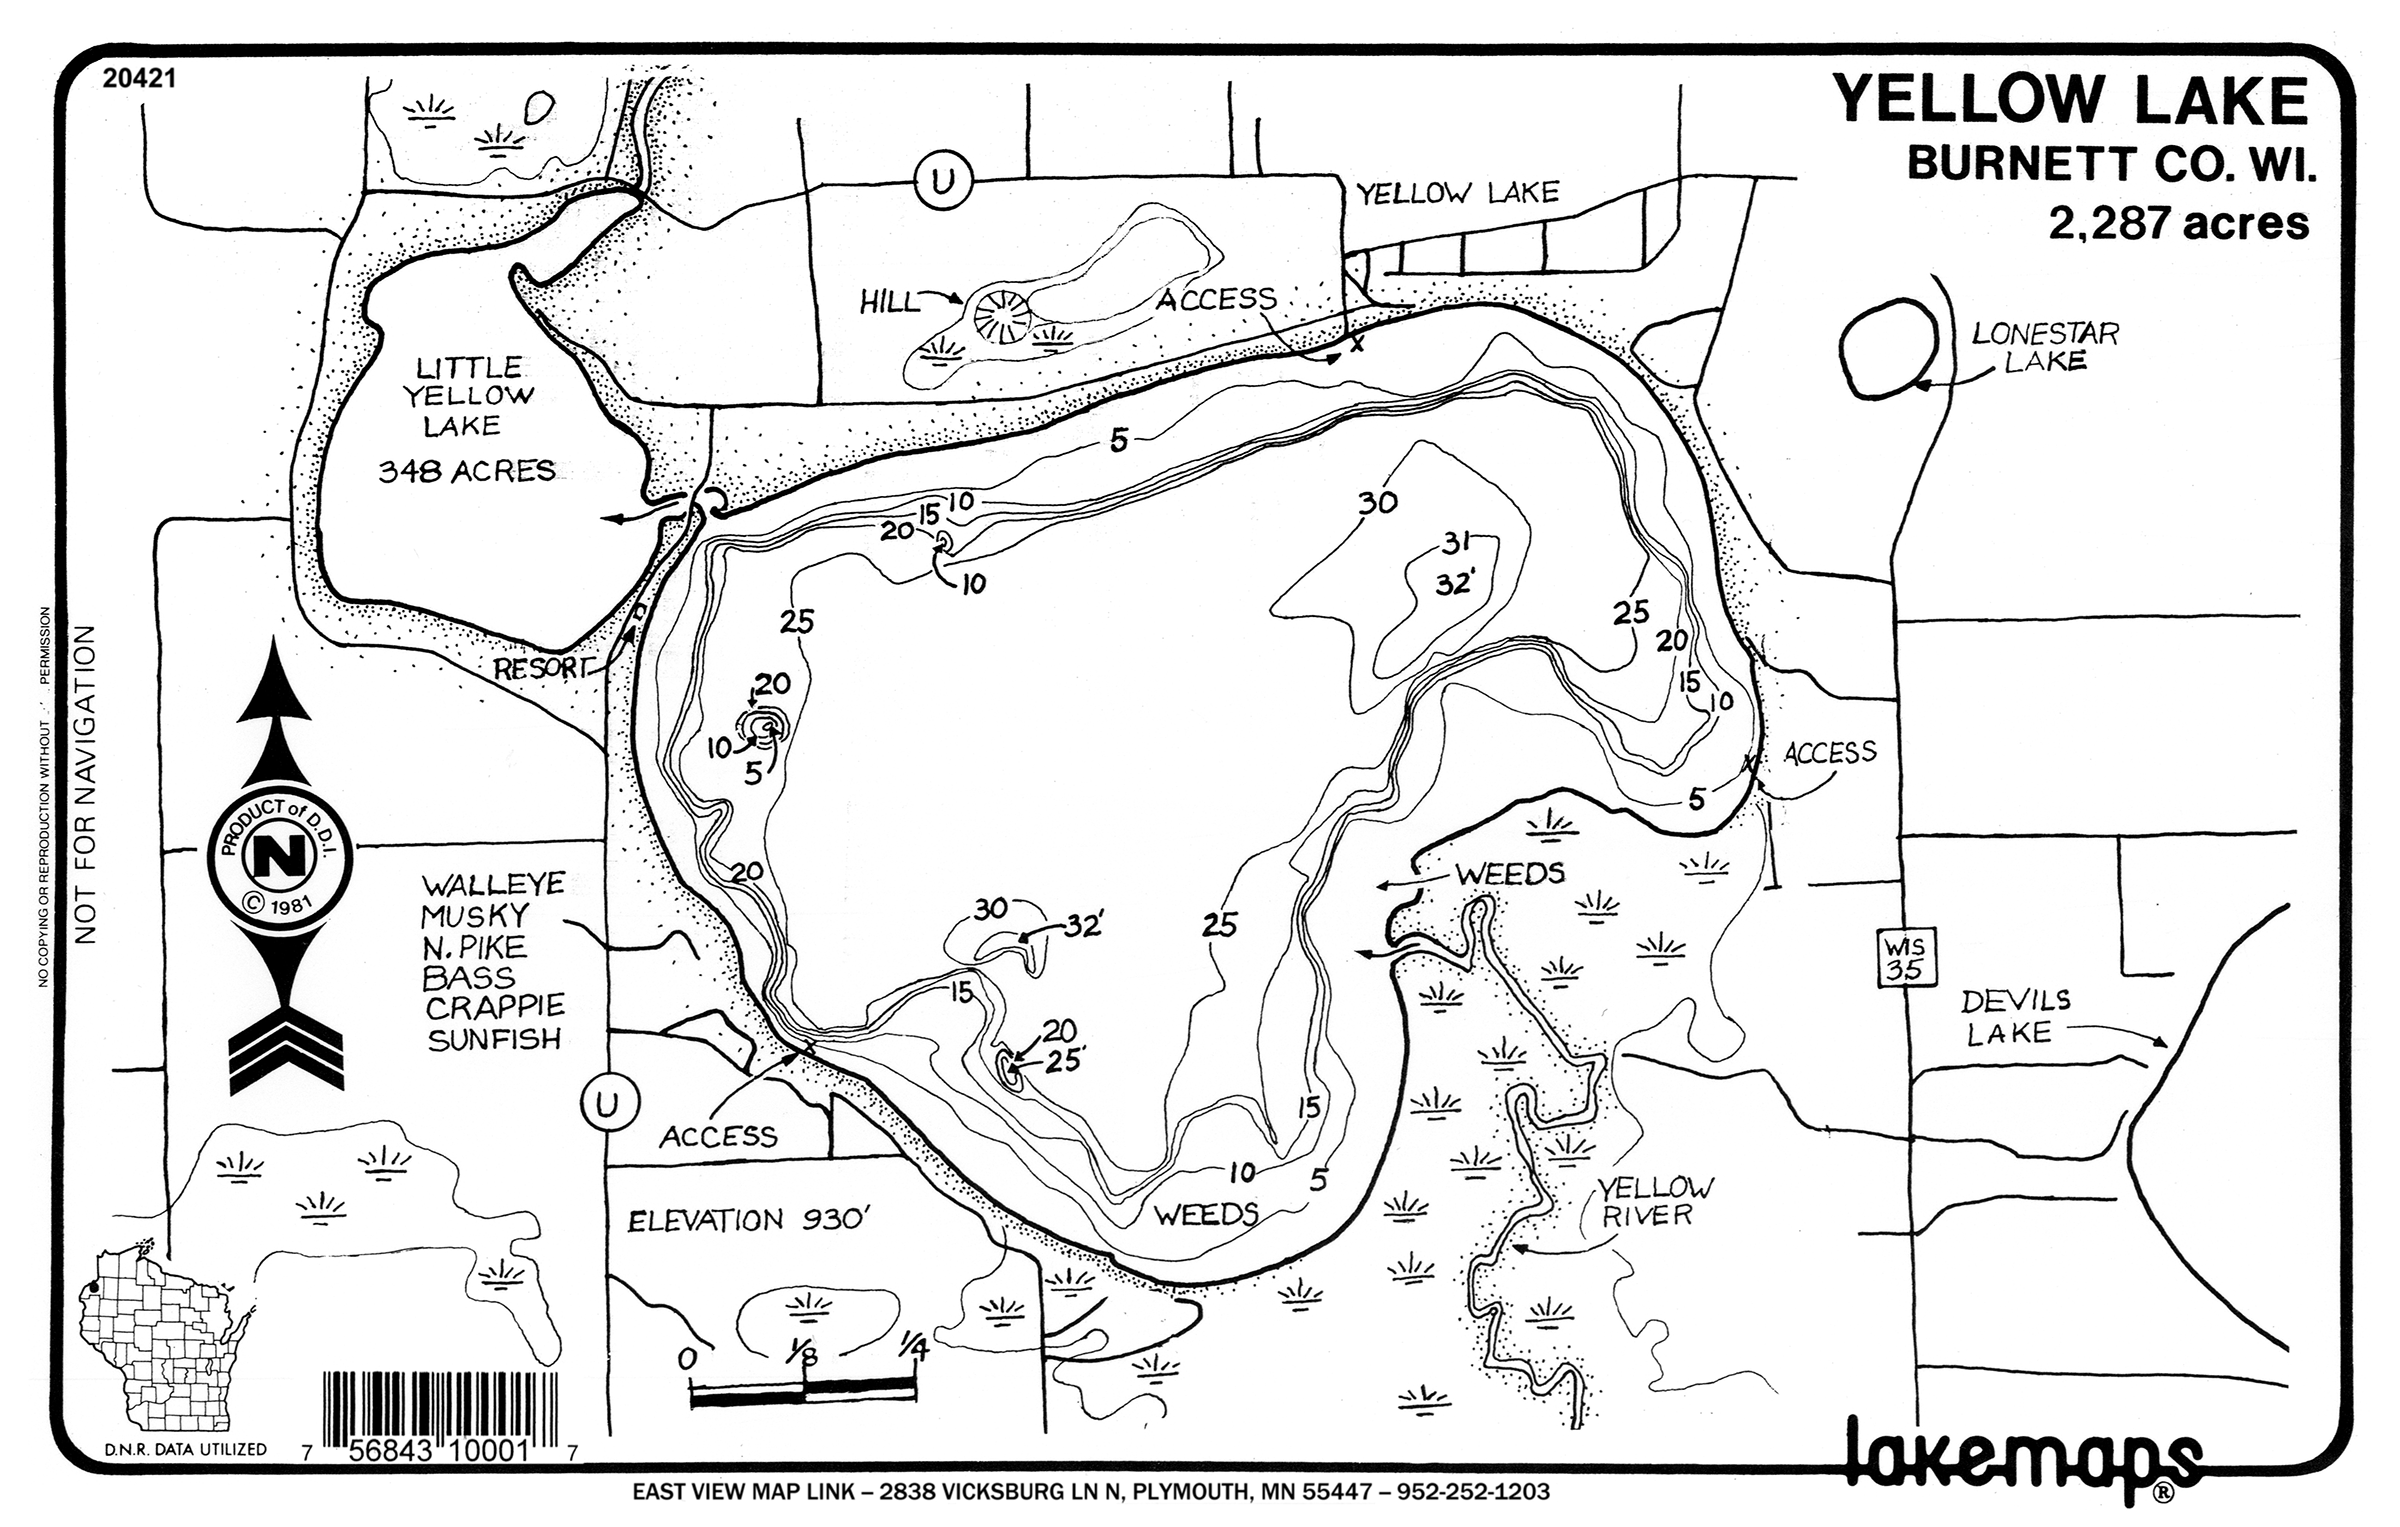 20421
YELLOW LAKE
BURNETT CO. WI.
2,287 acres
U
YELLOW LAKE
HILL
ACCESS
LONESTAR
LAKE
LITTLE
YELLOW
LAKE
348 ACRES
5
10
15
20
10
30
31
32'
25
25
20
15
10
RESORT
20
10
5
ACCESS
5
NOT FOR NAVIGATION
PRODUCT of D.D.I.
N
© 1981
20
WEEDS
WALLEYE
MUSKY
N. PIKE
BASS
CRAPPIE
SUNFISH
30
32'
25
WIS
35
15
20
25'
DEVILS
LAKE
U
15
ACCESS
10
5
WEEDS
YELLOW
RIVER
ELEVATION 930'
0 1/8 1/4
D.N.R. DATA UTILIZED
7 56843 10001 7
lakemaps®
EAST VIEW MAP LINK – 2838 VICKSBURG LN N, PLYMOUTH, MN 55447 – 952-252-1203
NO COPYING OR REPRODUCTION WITHOUT PERMISSION